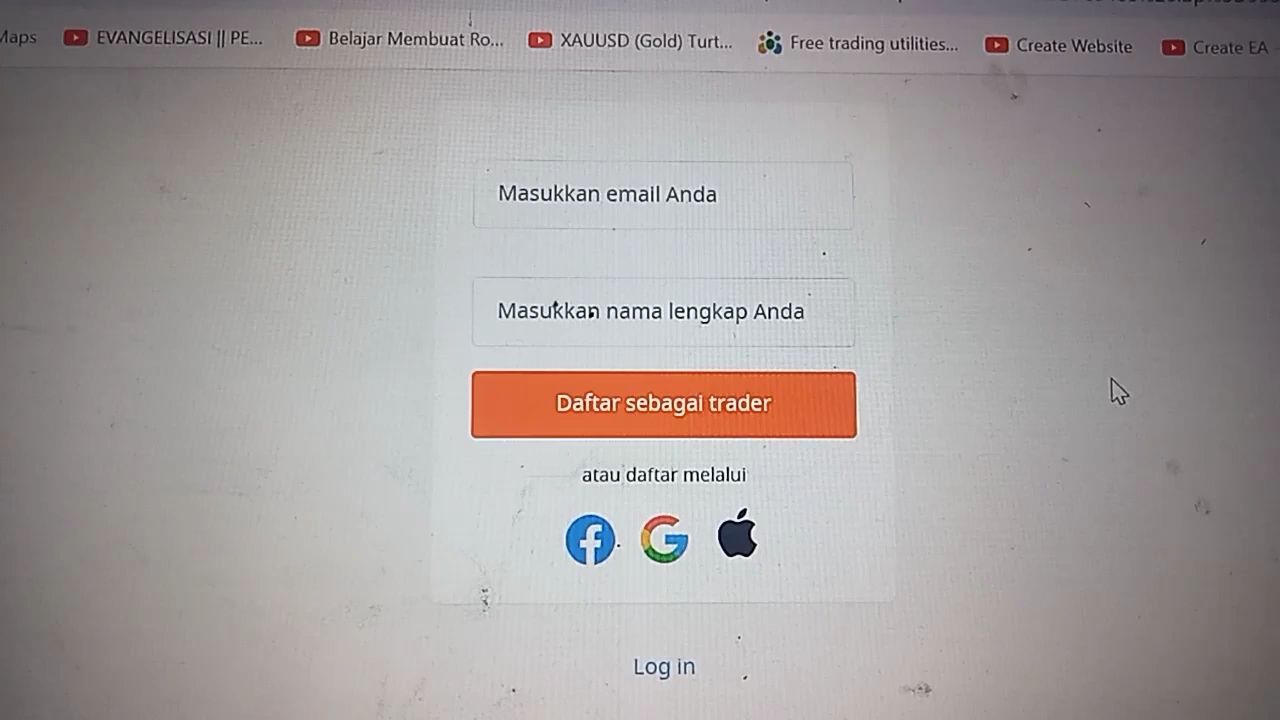 Maps EVANGELISASI || PE... Belajar Membuat Ro... XAUUSD (Gold) Turt... Free trading utilities... Create Website Create EA
Masukkan email Anda
Masukkan nama lengkap Anda
Daftar sebagai trader
atau daftar melalui
Log in